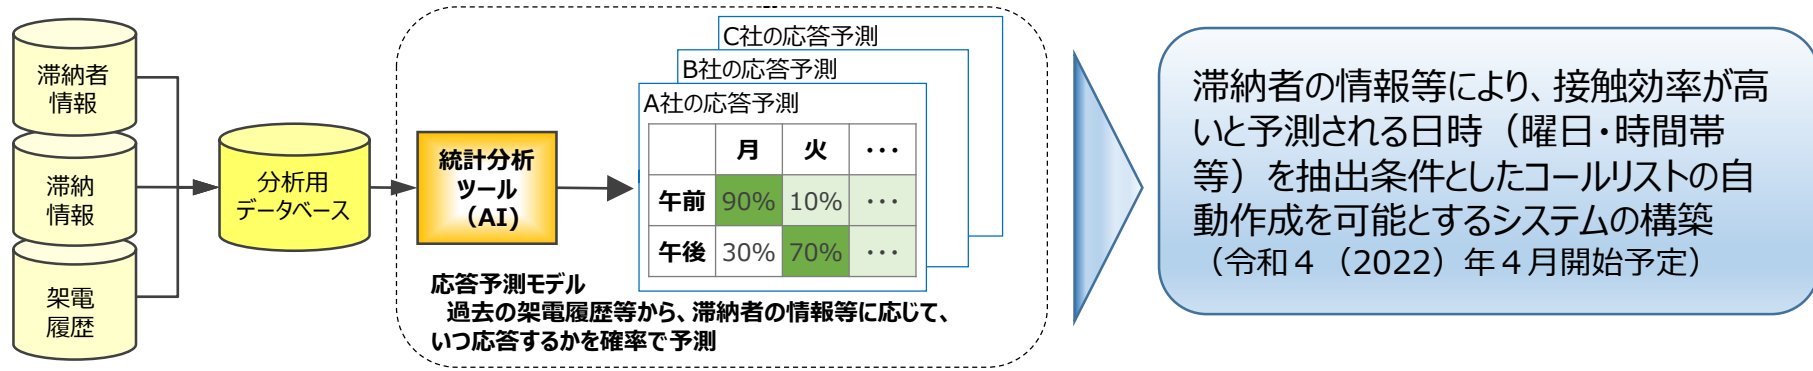 滞納者
情報
滞納
情報
架電
履歴
分析用
データベース
統計分析
ツール
（AI）
C社の応答予測
B社の応答予測
A社の応答予測
月 火 ・・・
午前 90% 10% ・・・
午後 30% 70% ・・・
応答予測モデル
過去の架電履歴等から、滞納者の情報等に応じて、
いつ応答するかを確率で予測
滞納者の情報等により、接触効率が高
いと予測される日時（曜日・時間帯
等）を抽出条件としたコールリストの自
動作成を可能とするシステムの構築
（令和４（2022）年４月開始予定）